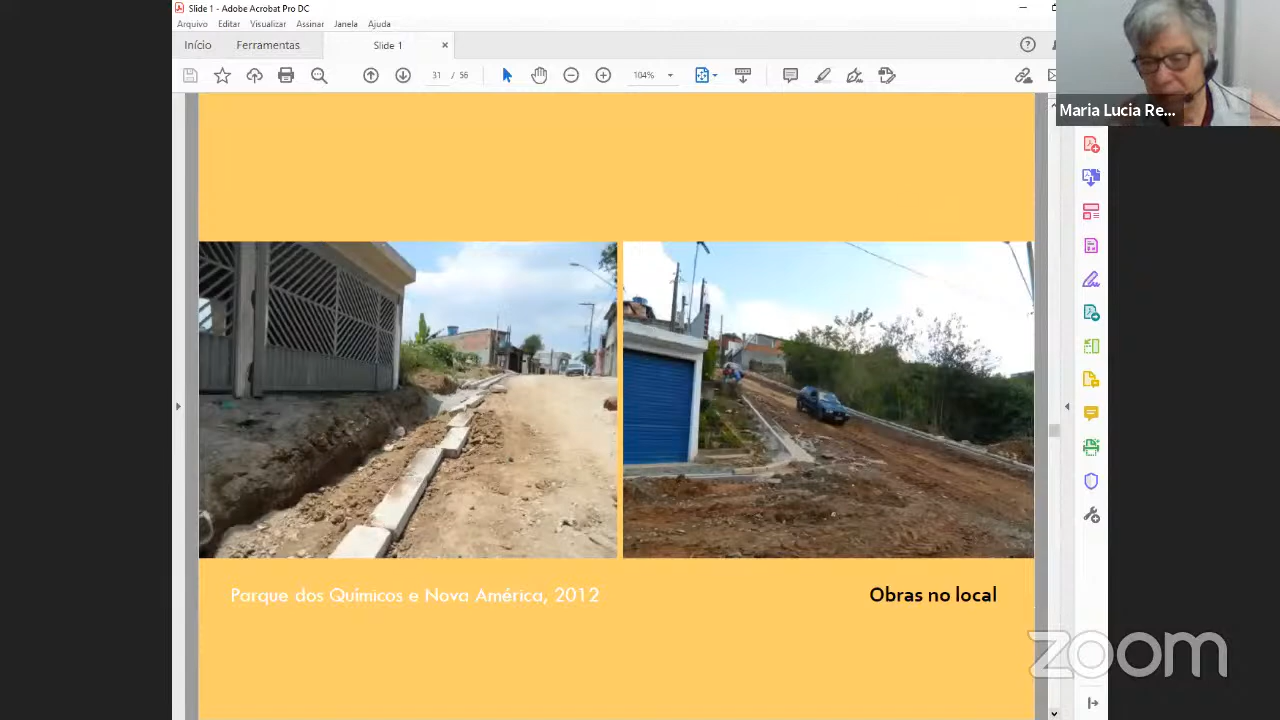 Slide 1 - Adobe Acrobat Pro DC
Arquivo Editar Visualizar Assinar Janela Ajuda
Início Ferramentas Slide 1
31 / 56 104%
Maria Lucia Re...
Parque dos Químicos e Nova América, 2012
Obras no local
zoom